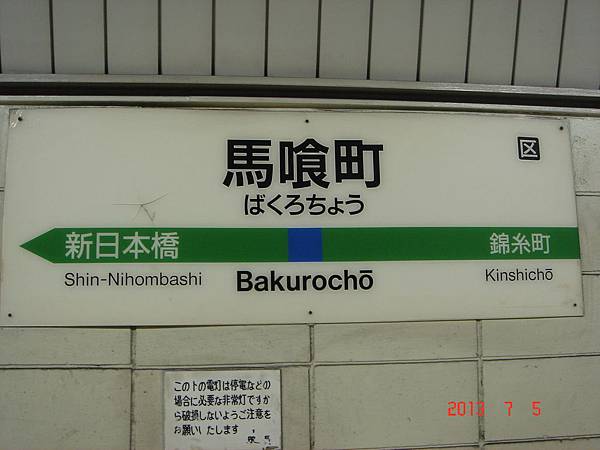 馬喰町
区
ばくろちょう
新日本橋
錦糸町
Shin-Nihombashi
Bakurochō
Kinshichō
この下の電灯は停電などの
場合に必要な非常灯ですか
ら破損しないようご注意を
お願いたします
2013 7 5